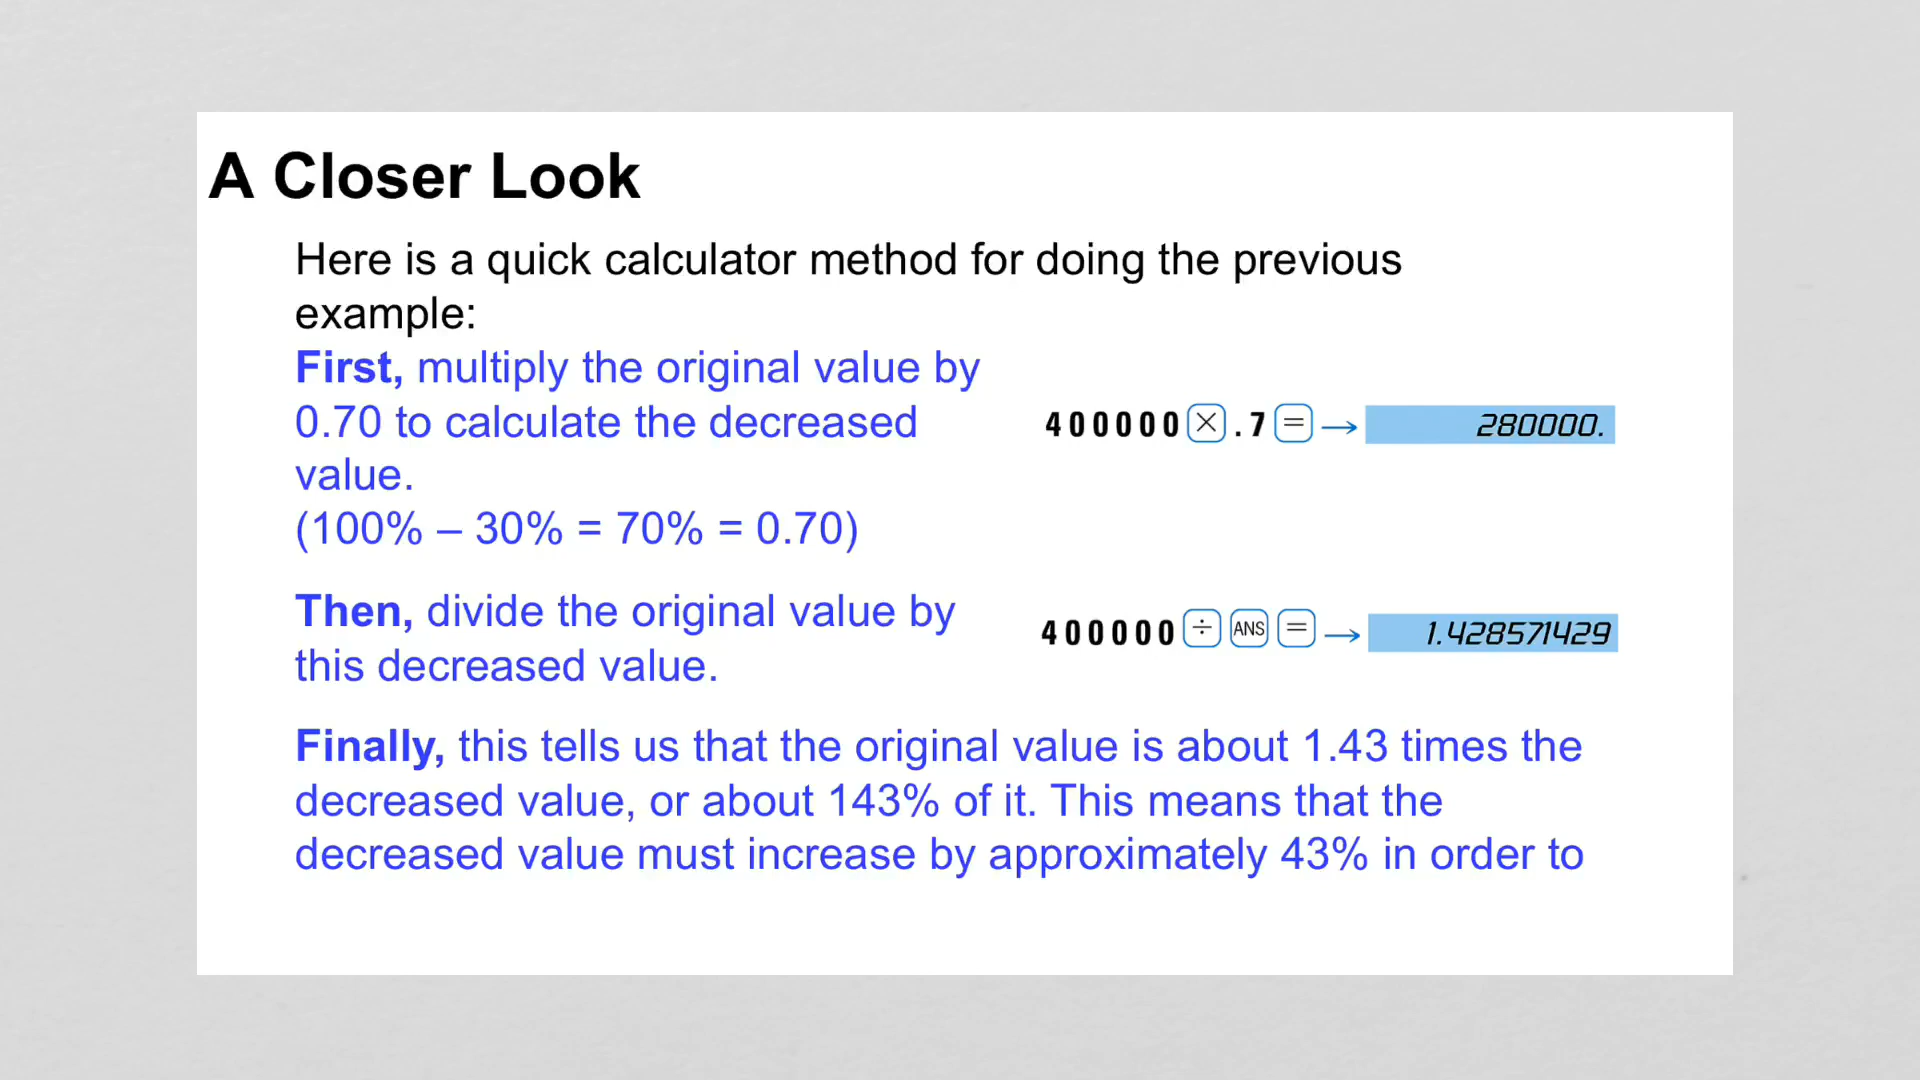 A Closer Look
Here is a quick calculator method for doing the previous
example:
First, multiply the original value by
0.70 to calculate the decreased
value.
(100% – 30% = 70% = 0.70)
400000 × .7 = → 280000.
Then, divide the original value by
this decreased value.
400000 ÷ ANS = → 1.428571429
Finally, this tells us that the original value is about 1.43 times the
decreased value, or about 143% of it. This means that the
decreased value must increase by approximately 43% in order to